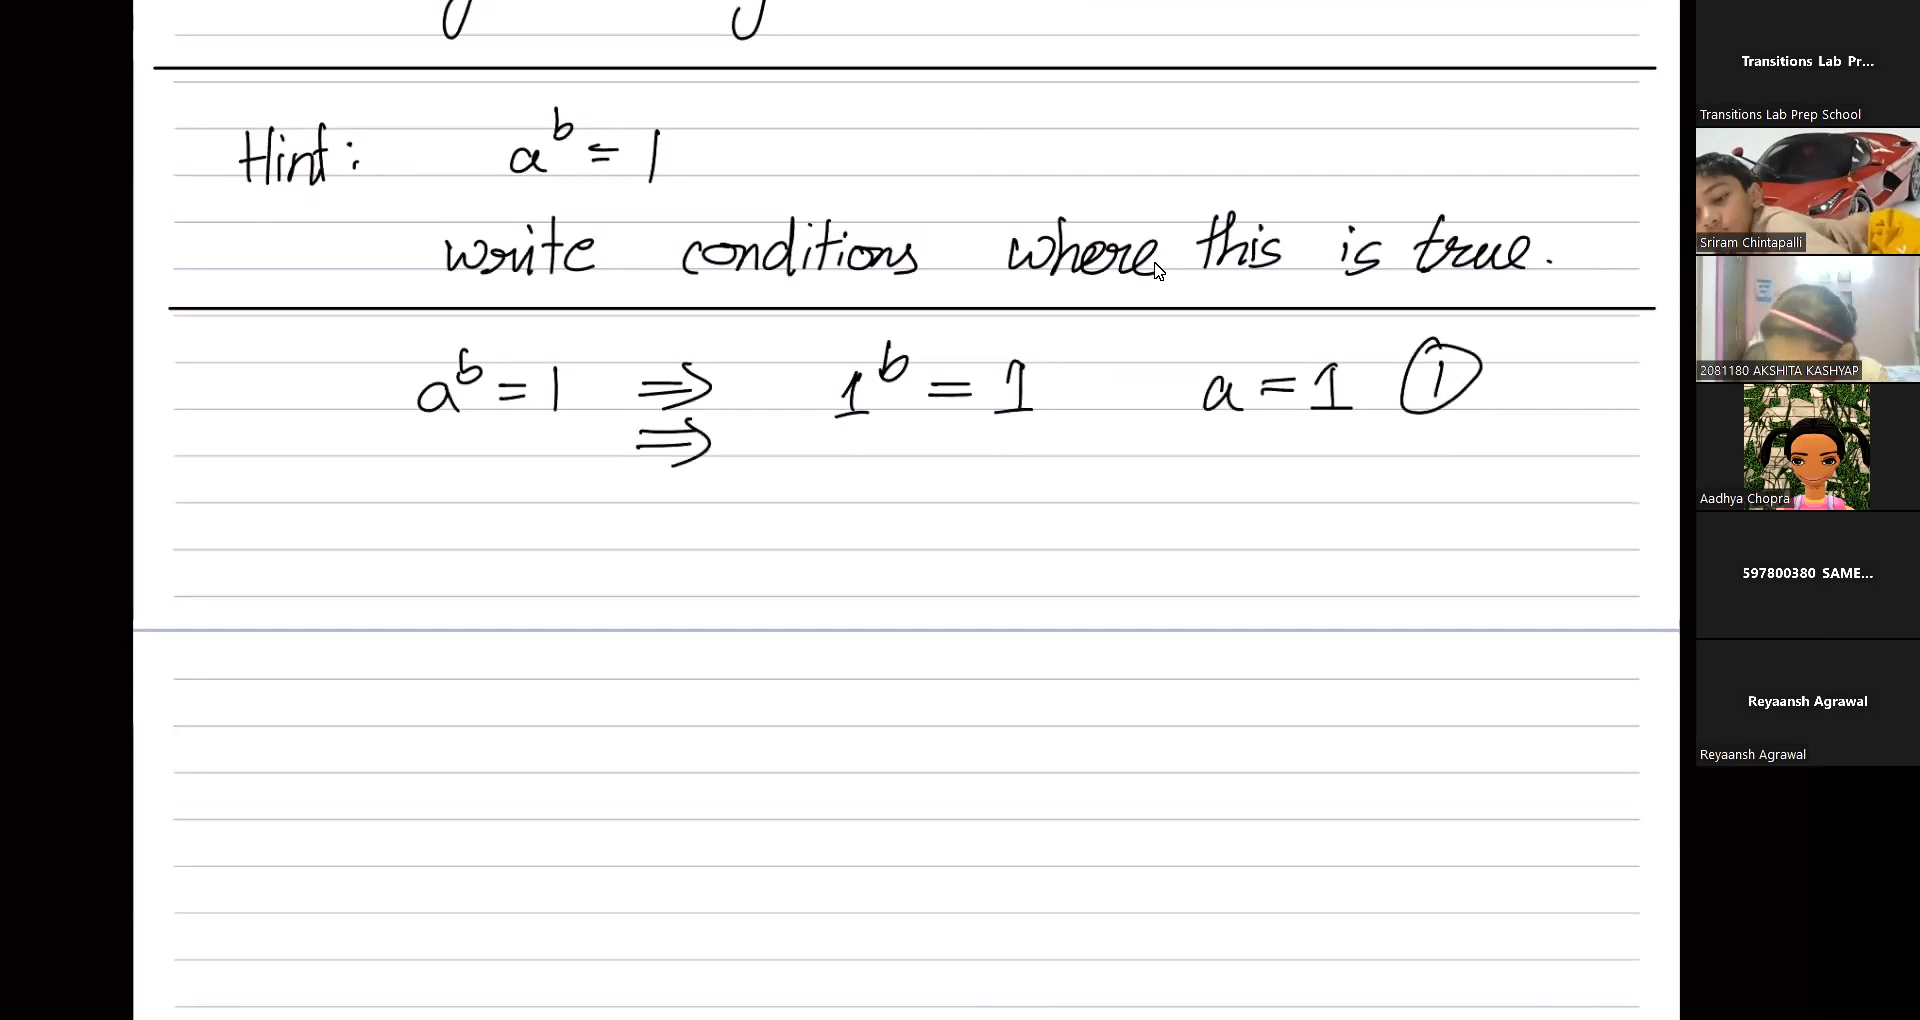 Hint: a^b = 1
write conditions where this is true.
a^b = 1 ⇒ 1^b = 1 a = 1 ①
⇒
Transitions Lab Pr...
Transitions Lab Prep School
Sriram Chintapalli
2081180 AKSHITA KASHYAP
Aadhya Chopra
597800380 SAME...
Reyaansh Agrawal
Reyaansh Agrawal